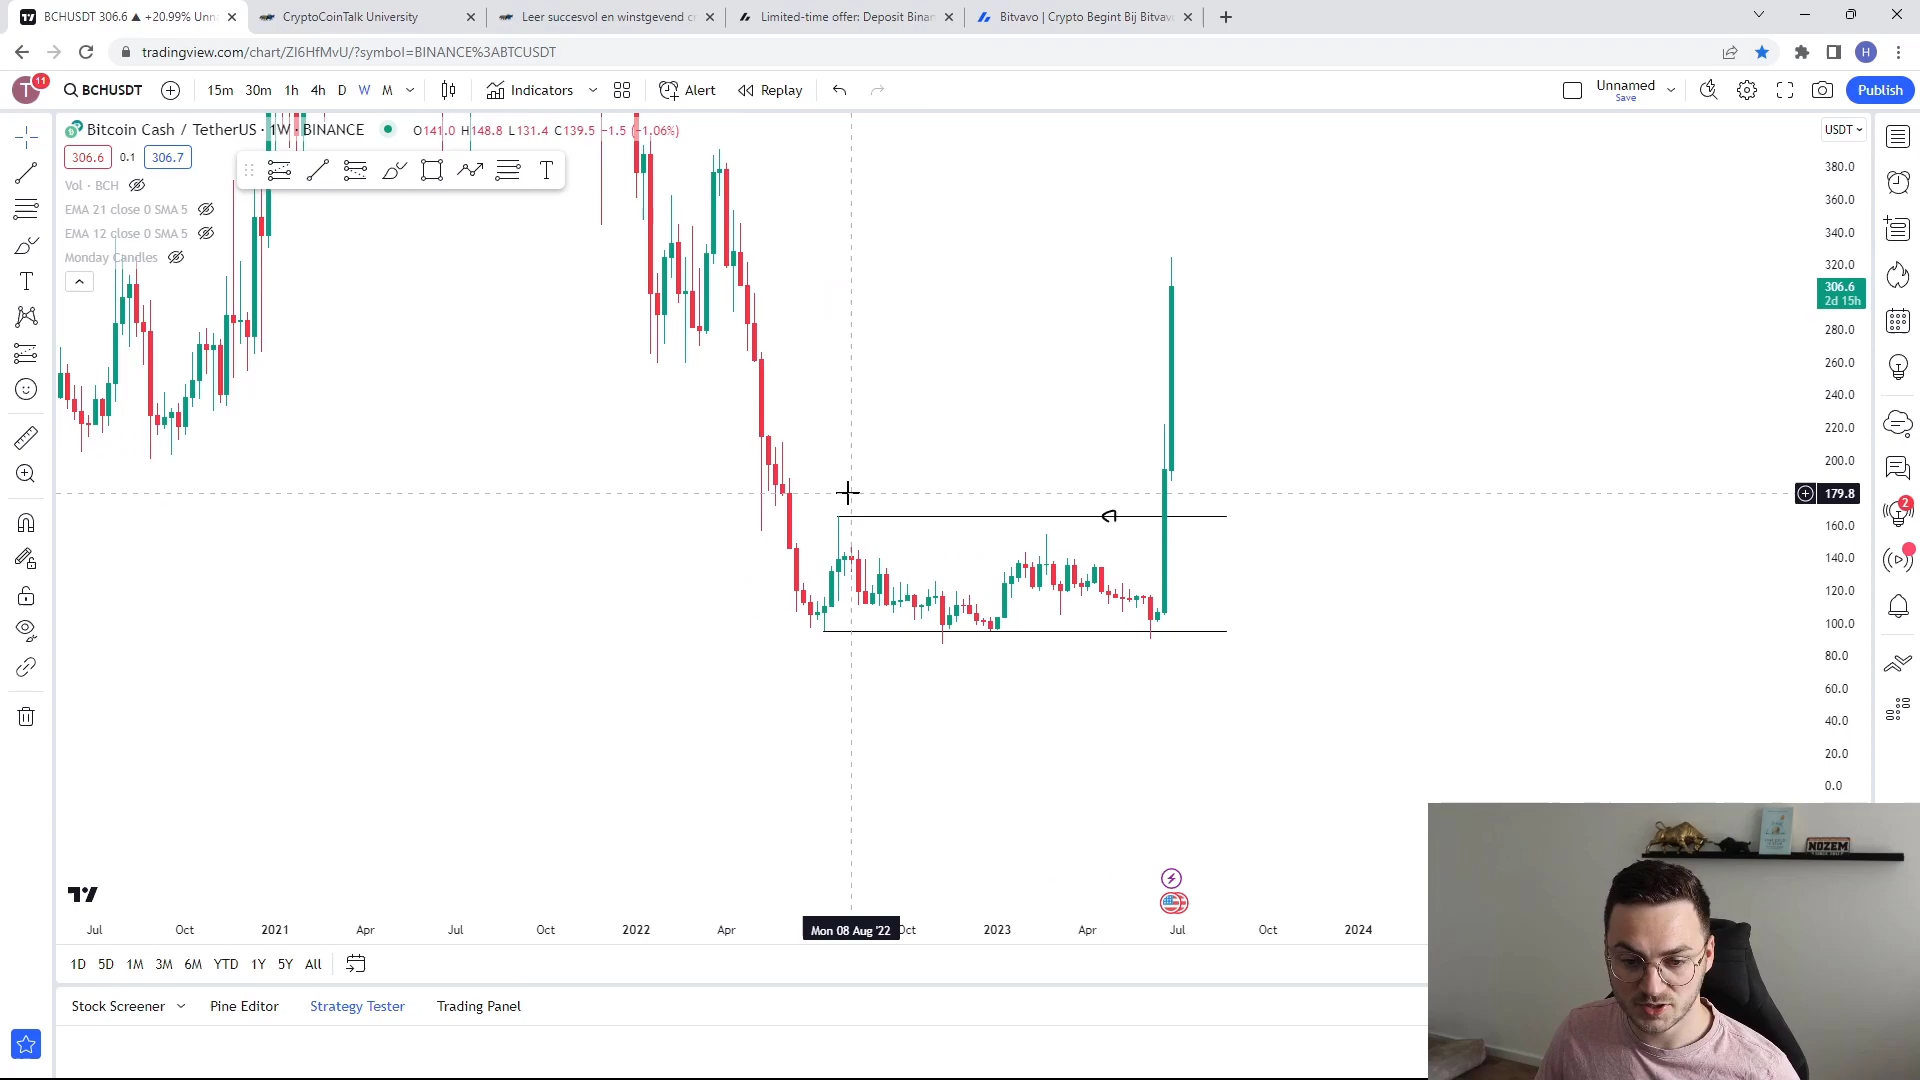 BCHUSDT 306.6 ▲ +20.99% Unna
CryptoCoinTalk University
Leer succesvol en winstgevend cr
Limited-time offer: Deposit Binan
Bitvavo | Crypto Begint Bij Bitvavo
tradingview.com/chart/ZI6HfMvU/?symbol=BINANCE%3ABTCUSDT
H
T
11
BCHUSDT
15m 30m 1h 4h D W M
Indicators
Alert
Replay
Unnamed
Save
Publish
Bitcoin Cash / TetherUS · 1W · BINANCE
O141.0 H148.8 L131.4 C139.5 −1.5 (−1.06%)
USDT
306.6 0.1 306.7
Vol · BCH
EMA 21 close 0 SMA 5
EMA 12 close 0 SMA 5
Monday Candles
380.0
360.0
340.0
320.0
306.6
2d 15h
280.0
260.0
240.0
220.0
200.0
179.8
2
160.0
140.0
120.0
100.0
80.0
60.0
40.0
20.0
0.0
NOZEM
Jul Oct 2021 Apr Jul Oct 2022 Apr Mon 08 Aug '22 Oct 2023 Apr Jul Oct 2024
1D 5D 1M 3M 6M YTD 1Y 5Y All
Stock Screener Pine Editor Strategy Tester Trading Panel